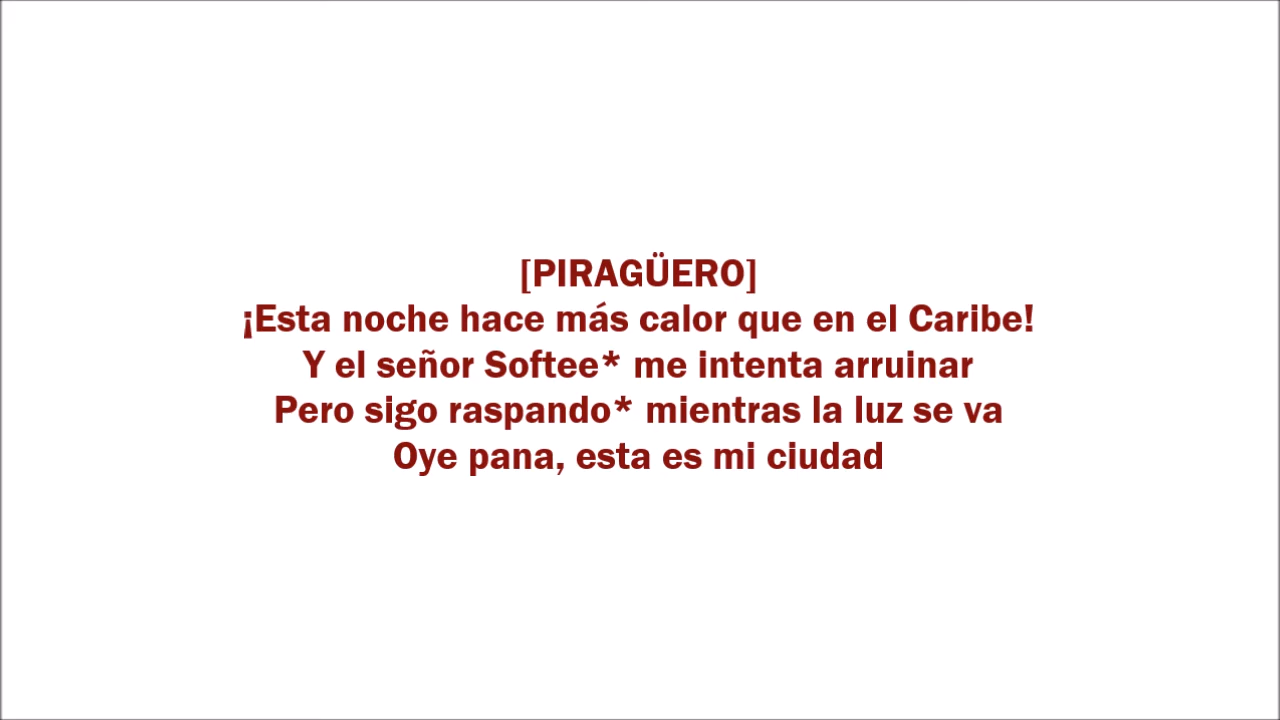 [PIRAGÜERO]
¡Esta noche hace más calor que en el Caribe!
Y el señor Softee* me intenta arruinar
Pero sigo raspando* mientras la luz se va
Oye pana, esta es mi ciudad